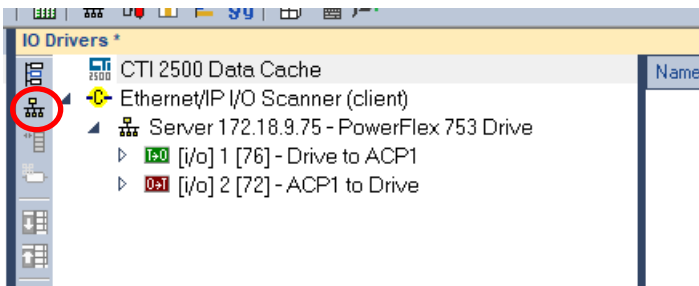 IO Drivers *
CTI 2500 Data Cache
Name
Ethernet/IP I/O Scanner (client)
Server 172.18.9.75 - PowerFlex 753 Drive
T>O [i/o] 1 [76] - Drive to ACP1
O>T [i/o] 2 [72] - ACP1 to Drive